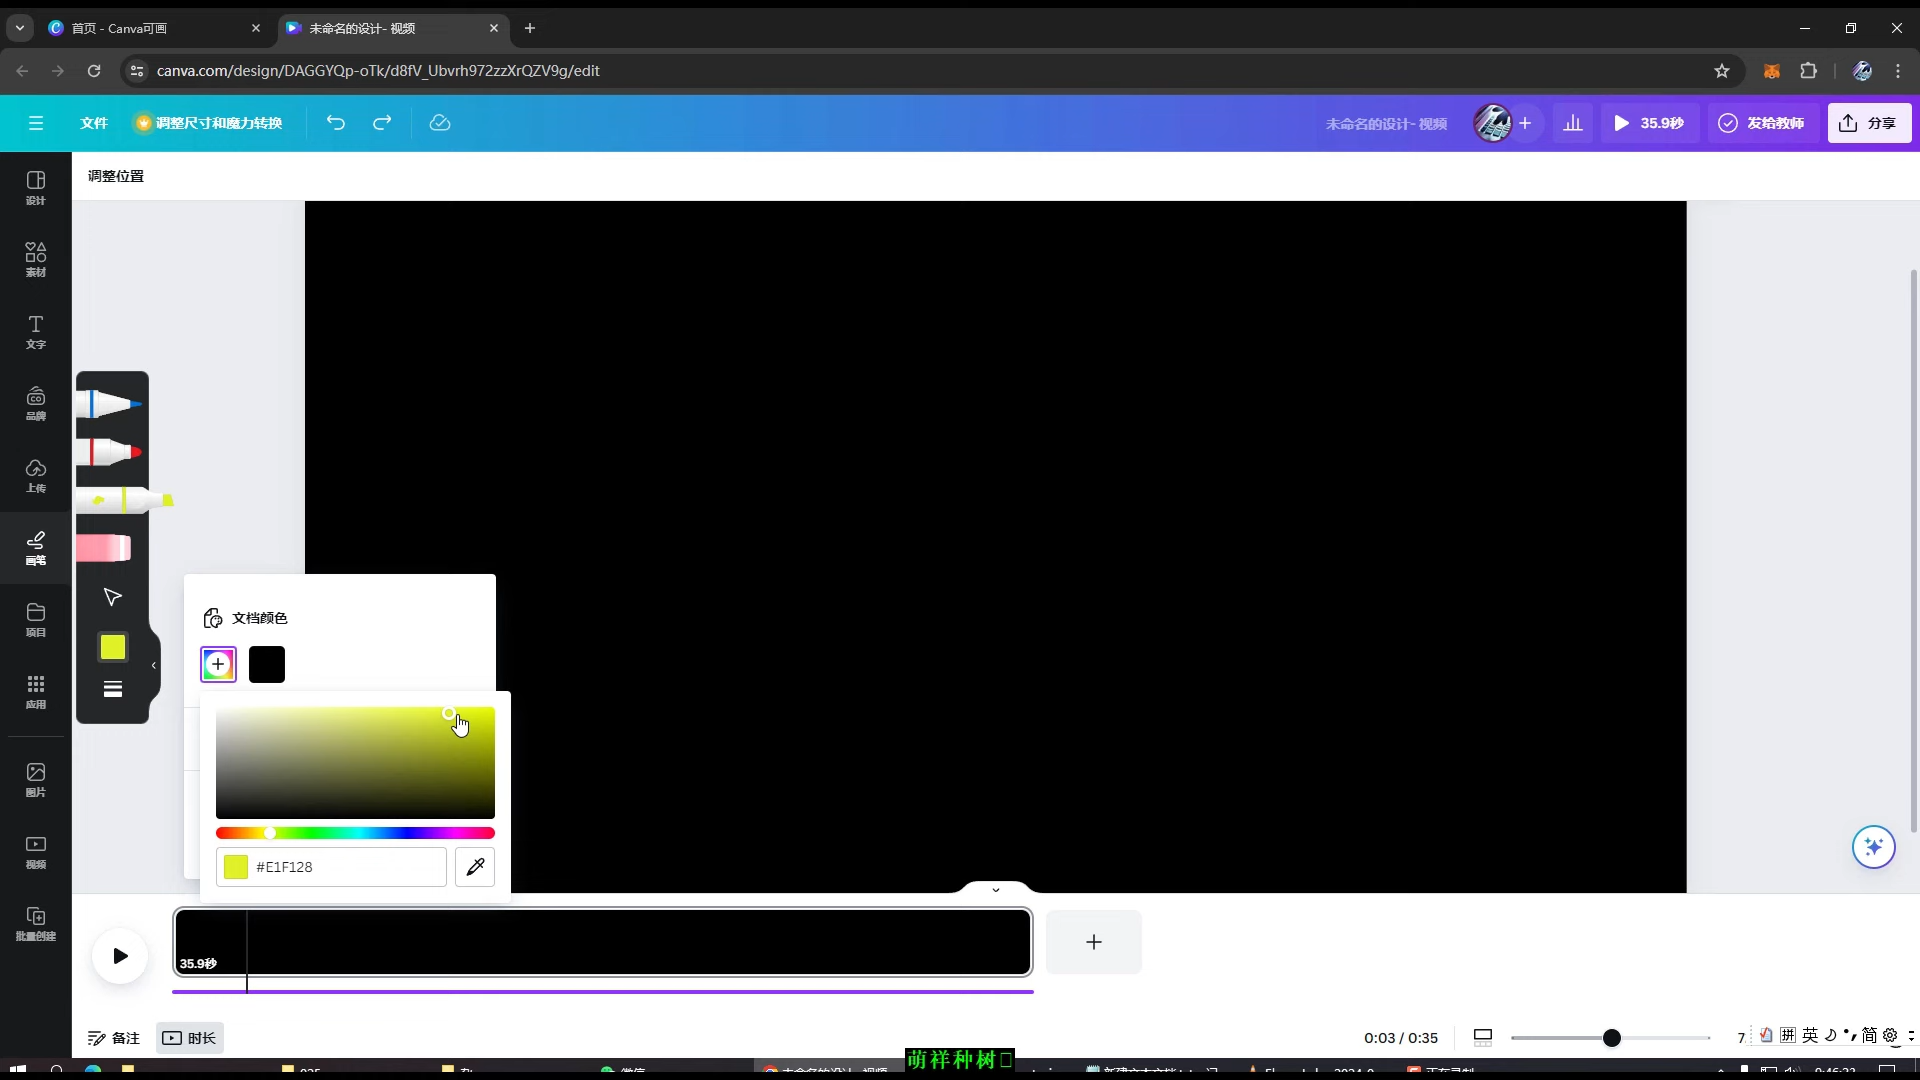 首页 - Canva可画
未命名的设计- 视频
canva.com/design/DAGGYQp-oTk/d8fV_Ubvrh972zzXrQZV9g/edit
文件
调整尺寸和魔力转换
未命名的设计- 视频
35.9秒
发给教师
分享
调整位置
设计
素材
文字
品牌
上传
画笔
项目
应用
图片
视频
批量创建
文档颜色
#E1F128
35.9秒
备注
时长
0:03 / 0:35
7
拼 英 简
萌祥种树